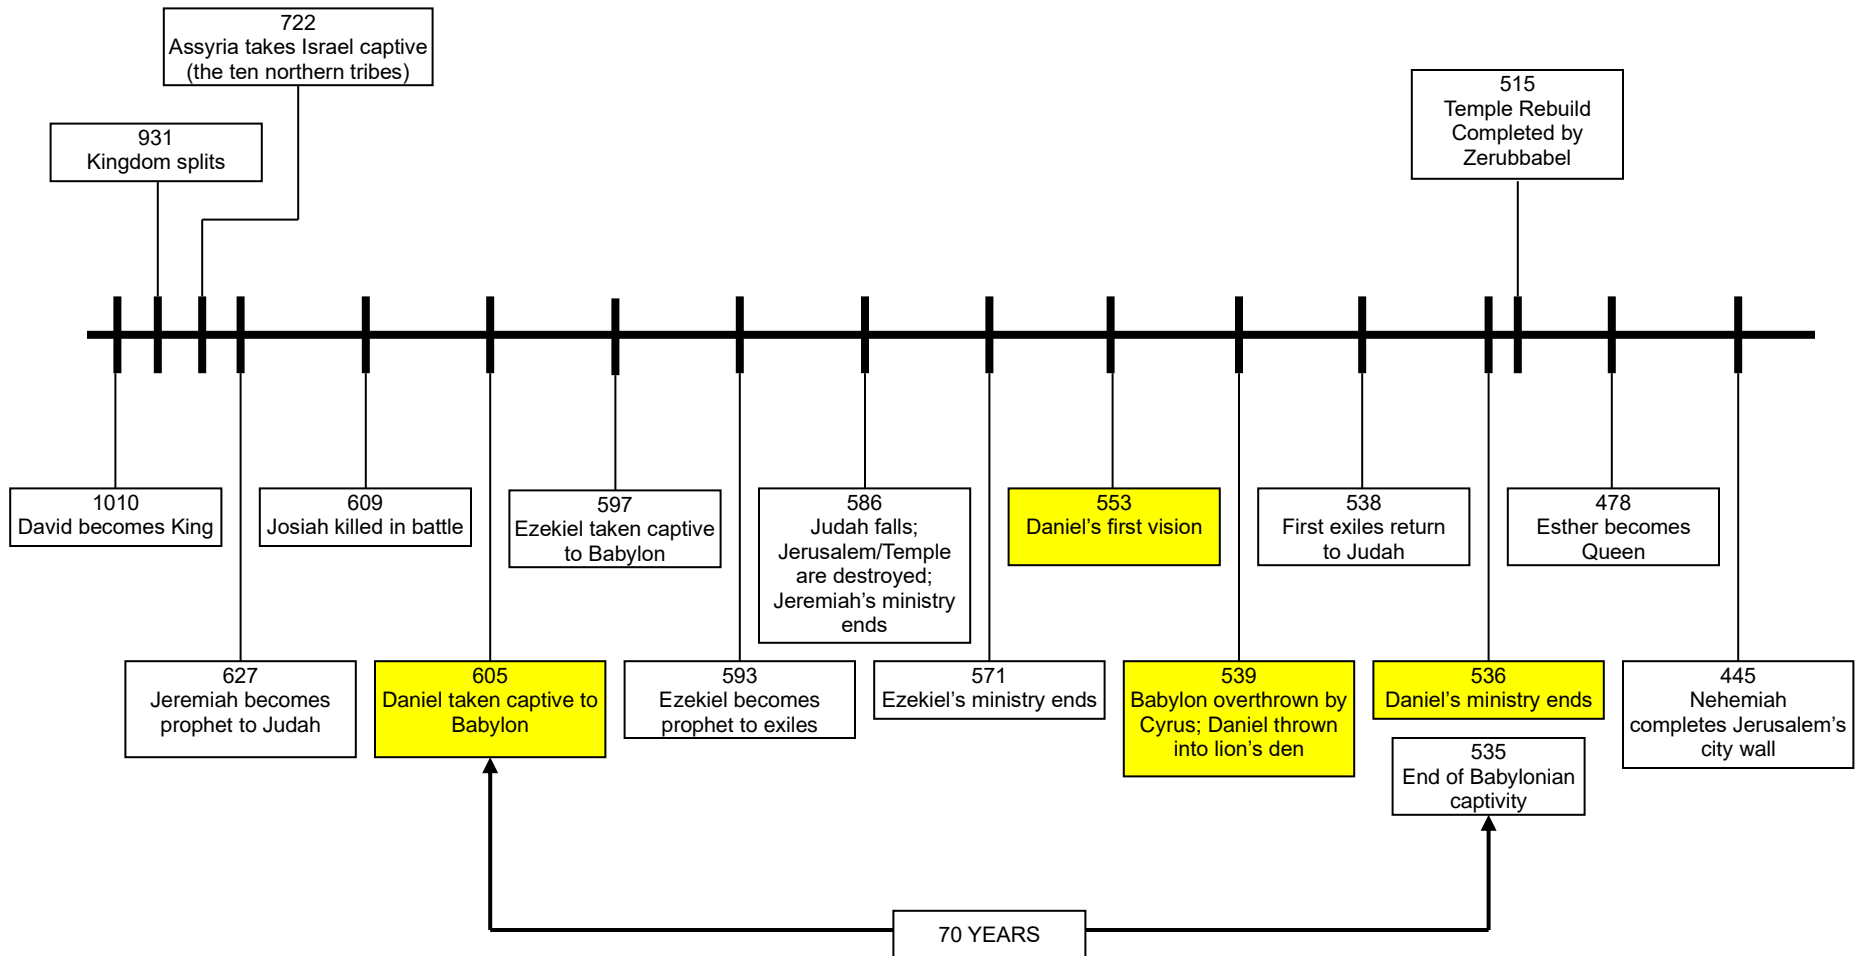 722
Assyria takes Israel captive
(the ten northern tribes)
931
Kingdom splits
515
Temple Rebuild
Completed by
Zerubbabel
1010
David becomes King
609
Josiah killed in battle
597
Ezekiel taken captive
to Babylon
586
Judah falls;
Jerusalem/Temple
are destroyed;
Jeremiah’s ministry
ends
553
Daniel’s first vision
538
First exiles return
to Judah
478
Esther becomes
Queen
627
Jeremiah becomes
prophet to Judah
605
Daniel taken captive to
Babylon
593
Ezekiel becomes
prophet to exiles
571
Ezekiel’s ministry ends
539
Babylon overthrown by
Cyrus; Daniel thrown
into lion’s den
536
Daniel’s ministry ends
535
End of Babylonian
captivity
445
Nehemiah
completes Jerusalem’s
city wall
70 YEARS